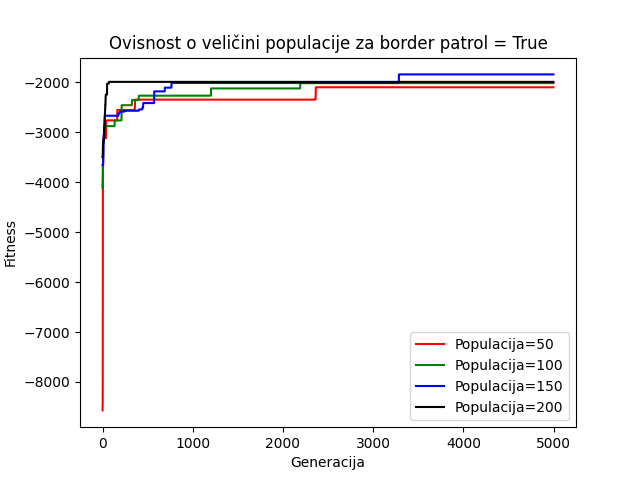 Ovisnost o veličini populacije za border patrol = True
−2000
−3000
−4000
−5000
−6000
−7000
−8000
Fitness
0 1000 2000 3000 4000 5000
Generacija
Populacija=50
Populacija=100
Populacija=150
Populacija=200